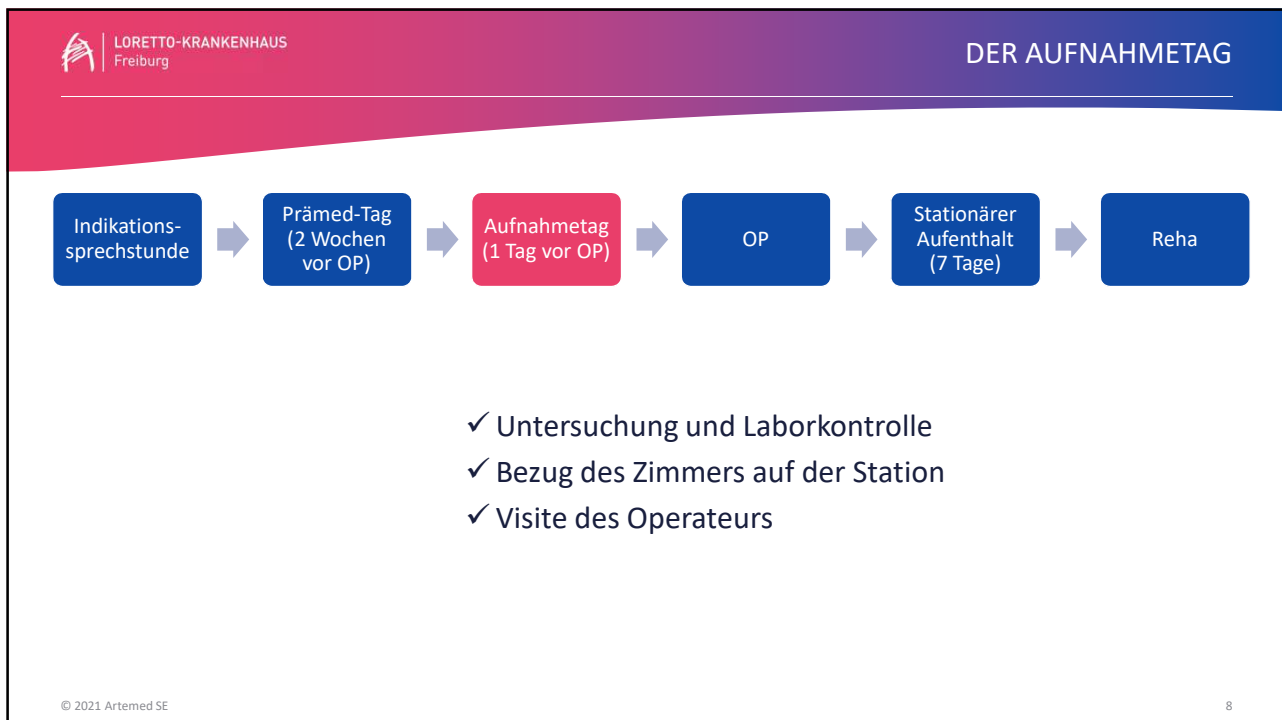 LORETTO-KRANKENHAUS
Freiburg
DER AUFNAHMETAG
Indikations-
sprechstunde
Prämed-Tag
(2 Wochen
vor OP)
Aufnahmetag
(1 Tag vor OP)
OP
Stationärer
Aufenthalt
(7 Tage)
Reha
✓ Untersuchung und Laborkontrolle
✓ Bezug des Zimmers auf der Station
✓ Visite des Operateurs
© 2021 Artemed SE
8